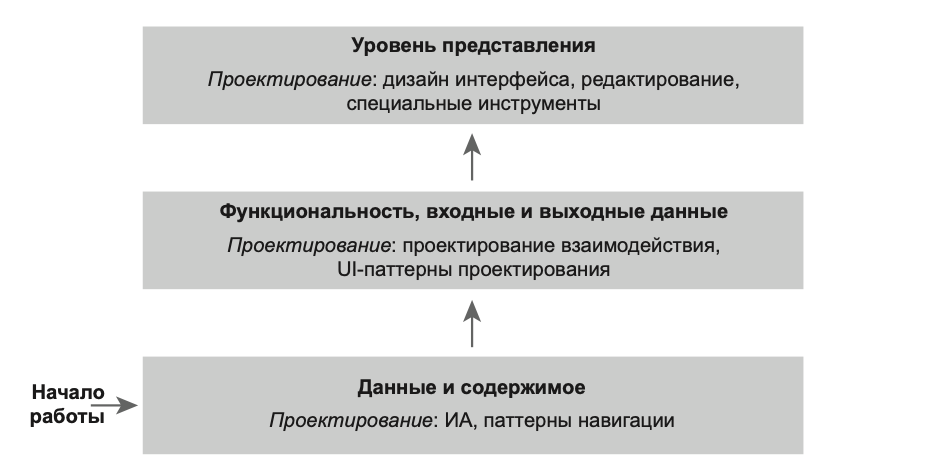 Уровень представления
Проектирование: дизайн интерфейса, редактирование,
специальные инструменты
Функциональность, входные и выходные данные
Проектирование: проектирование взаимодействия,
UI-паттерны проектирования
Начало
работы
Данные и содержимое
Проектирование: ИА, паттерны навигации